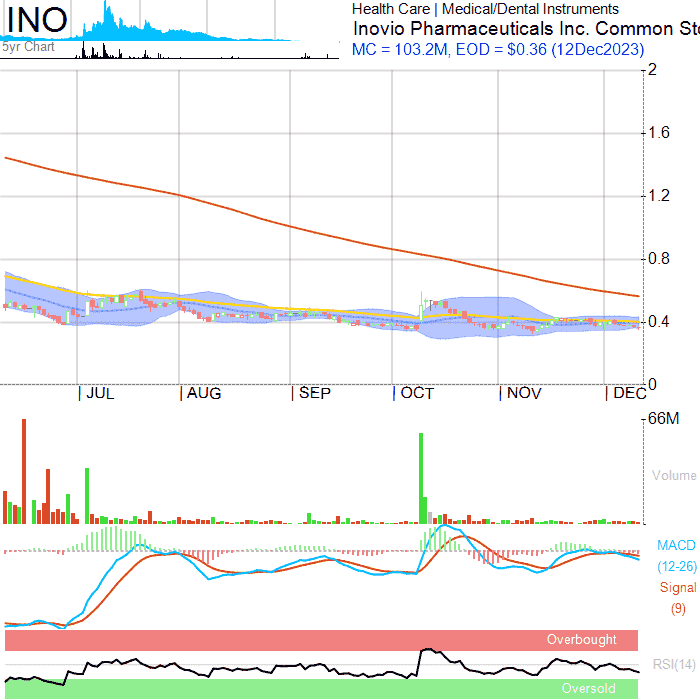 INO
5yr Chart
Health Care | Medical/Dental Instruments
Inovio Pharmaceuticals Inc. Common Sto
MC = 103.2M, EOD = $0.36 (12Dec2023)
2
1.6
1.2
0.8
0.4
0
JUL AUG SEP OCT NOV DEC
66M
Volume
MACD
(12-26)
Signal
(9)
Overbought
RSI(14)
Oversold